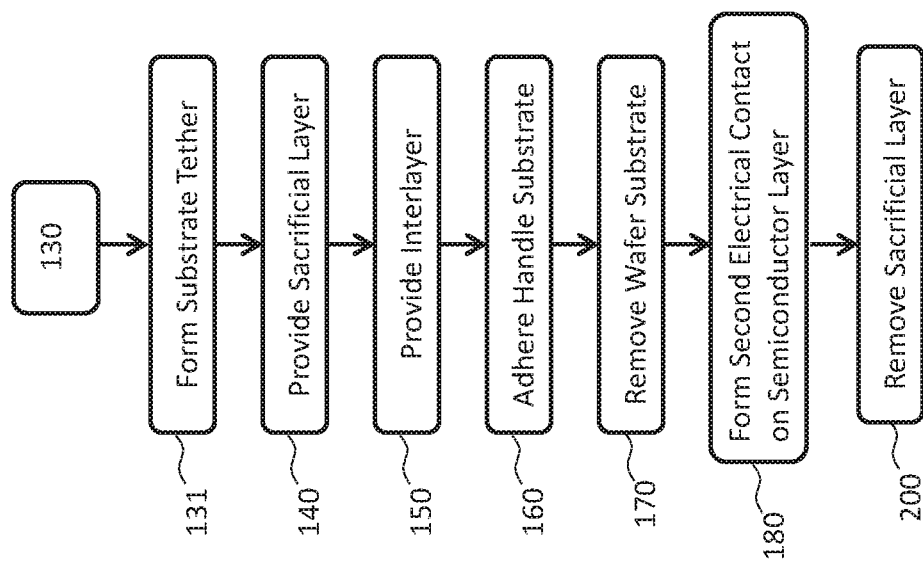 130
Form Substrate Tether
131
Provide Sacrificial Layer
140
Provide Interlayer
150
Adhere Handle Substrate
160
Remove Wafer Substrate
170
Form Second Electrical Contact
on Semiconductor Layer
180
Remove Sacrificial Layer
200